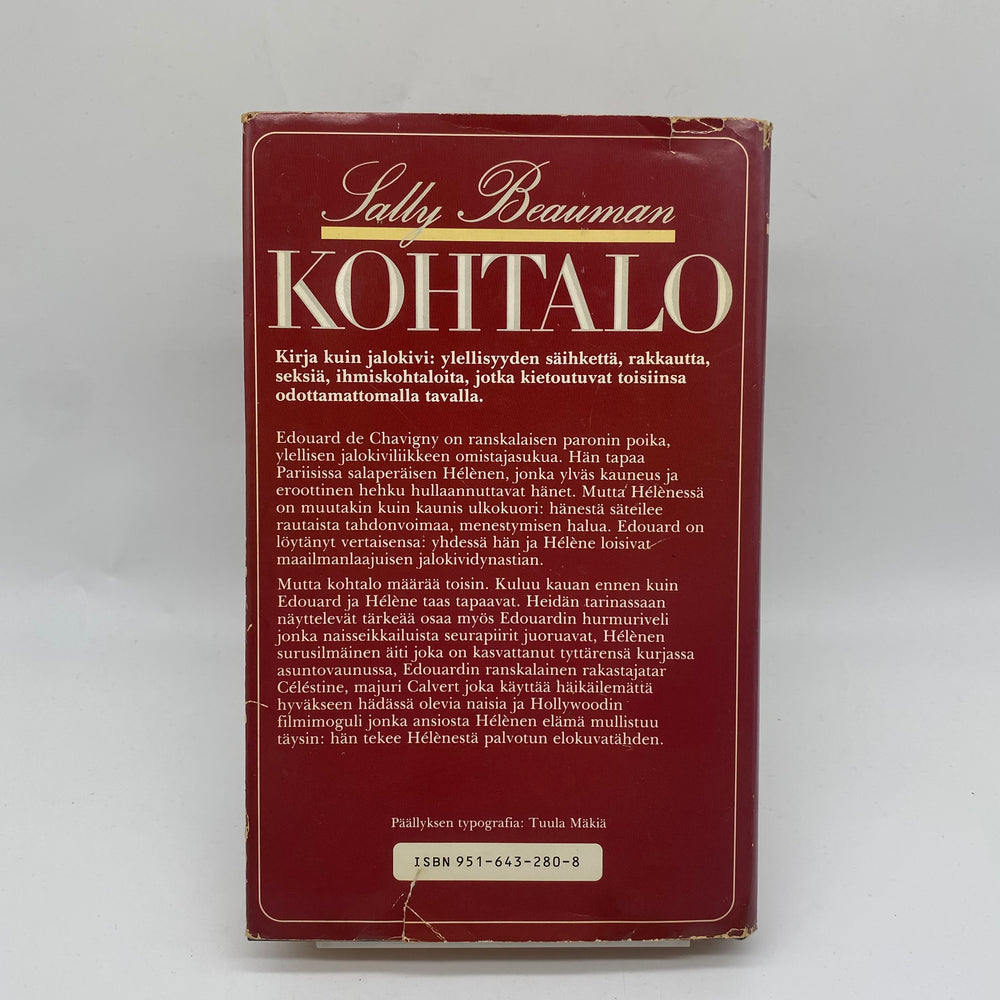 Sally Beauman
KOHTALO
Kirja kuin jalokivi: ylellisyyden säihkettä, rakkautta,
seksiä, ihmiskohtaloita, jotka kietoutuvat toisiinsa
odottamattomalla tavalla.
Edouard de Chavigny on ranskalaisen paronin poika,
ylellisen jalokiviliikkeen omistajasukua. Hän tapaa
Pariisissa salaperäisen Hélènen, jonka ylväs kauneus ja
eroottinen hehku hullaannuttavat hänet. Mutta Hélènessä
on muutakin kuin kaunis ulkokuori: hänestä säteilee
rautaista tahdonvoimaa, menestymisen halua. Edouard on
löytänyt vertaisensa: yhdessä hän ja Hélène loisivat
maailmanlaajuisen jalokividynastian.
Mutta kohtalo määrää toisin. Kuluu kauan ennen kuin
Edouard ja Hélène taas tapaavat. Heidän tarinassaan
näyttelevät tärkeää osaa myös Edouardin hurmuriveli
jonka naisseikkailuista seurapiirit juoruavat, Hélènen
surusilmäinen äiti joka on kasvattanut tyttärensä kurjassa
asuntovaunussa, Edouardin ranskalainen rakastajatar
Céléstine, majuri Calvert joka käyttää häikäilemättä
hyväkseen hädässä olevia naisia ja Hollywoodin
filmimoguli jonka ansiosta Hélènen elämä mullistuu
täysin: hän tekee Hélènestä palvotun elokuvatähden.
Päällyksen typografia: Tuula Mäkiä
ISBN 951-643-280-8